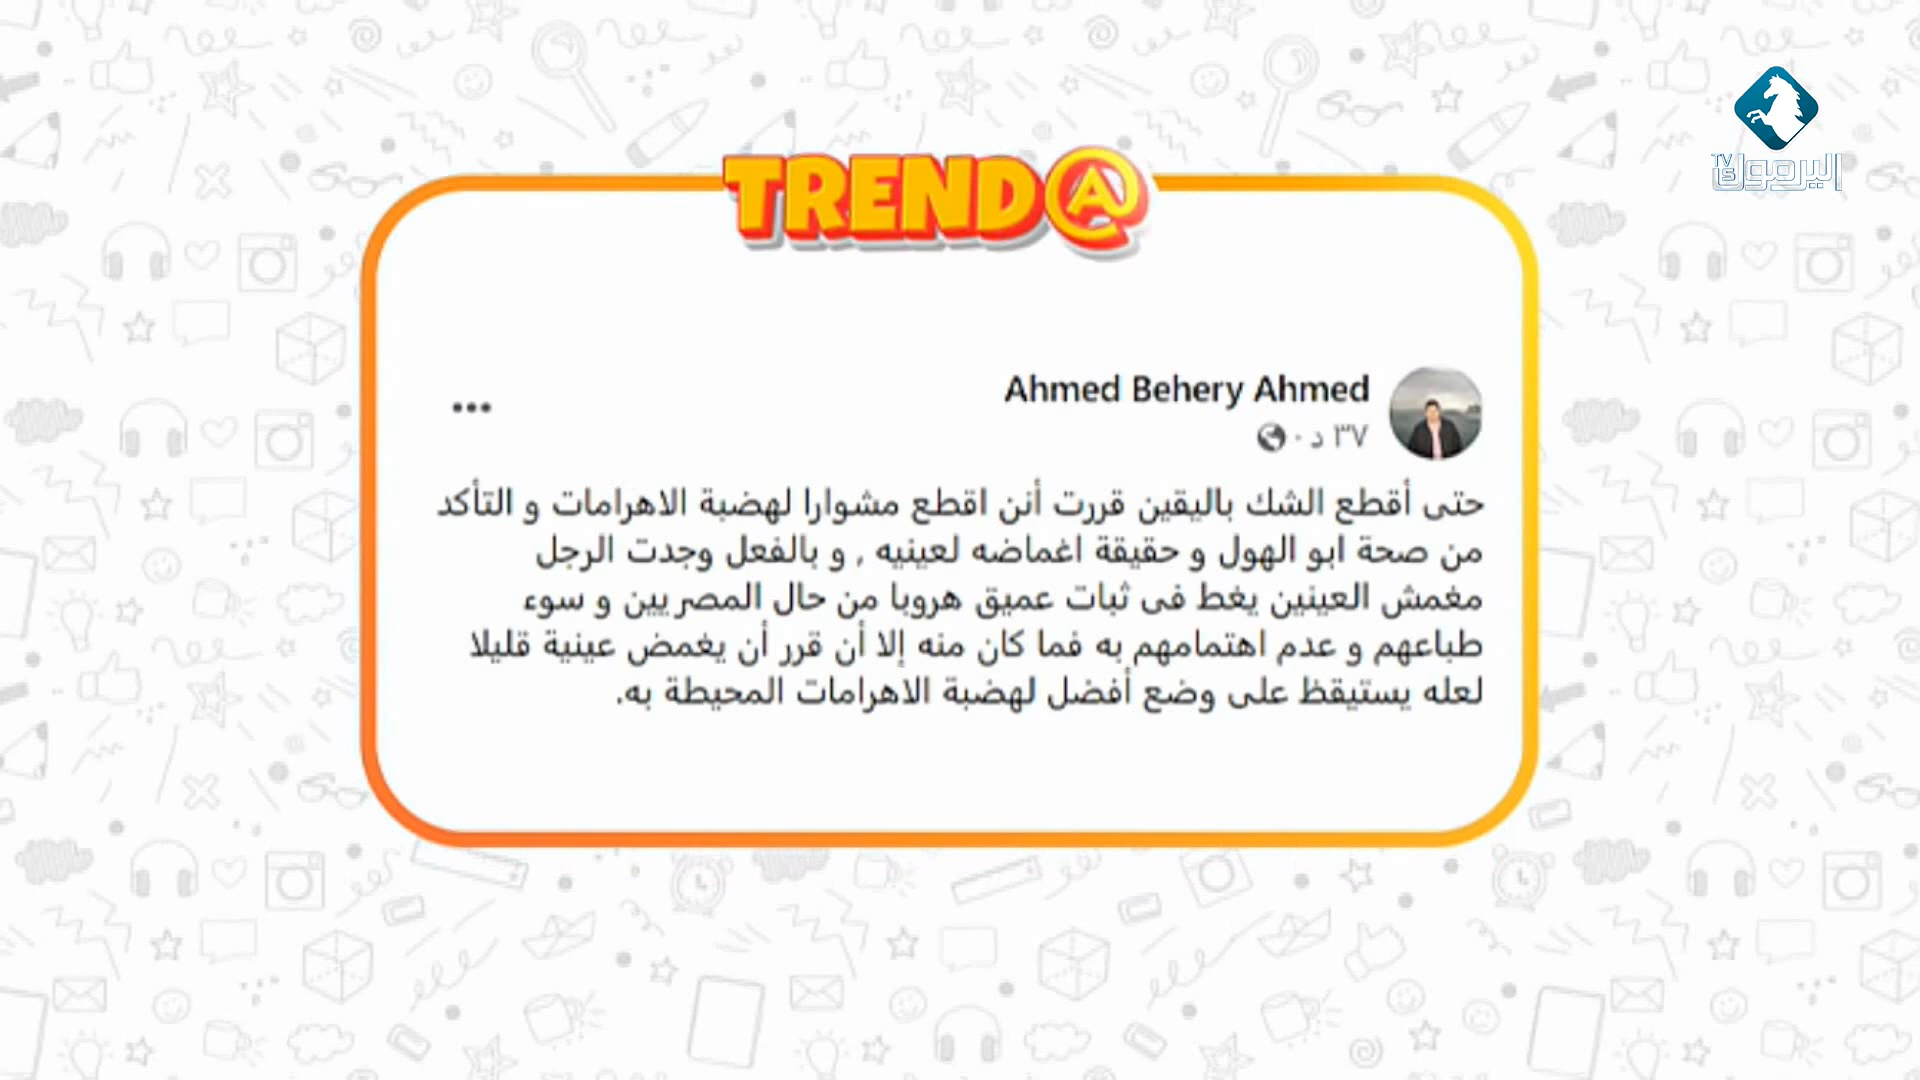 اليرموك
TV
TREND@
Ahmed Behery Ahmed
٣٧ د ·
حتى أقطع الشك باليقين قررت أنن اقطع مشوارا لهضبة الاهرامات و التأكد
من صحة ابو الهول و حقيقة اغماضه لعينيه , و بالفعل وجدت الرجل
مغمش العينين يغط فى ثبات عميق هروبا من حال المصريين و سوء
طباعهم و عدم اهتمامهم به فما كان منه إلا أن قرر أن يغمض عينية قليلا
لعله يستيقظ على وضع أفضل لهضبة الاهرامات المحيطة به.